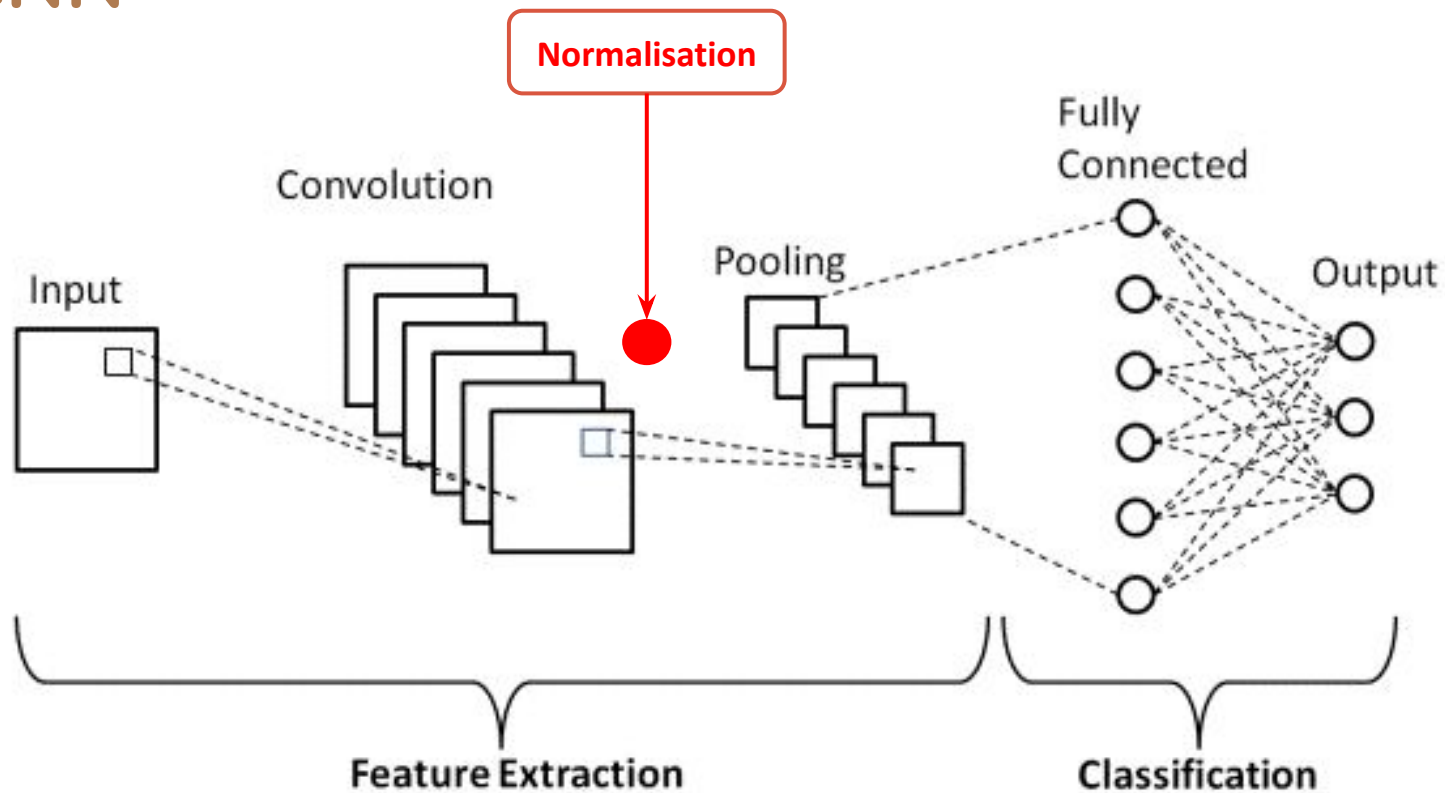 Normalisation
Fully
Connected
Convolution
Pooling
Output
Input
Feature Extraction
Classification